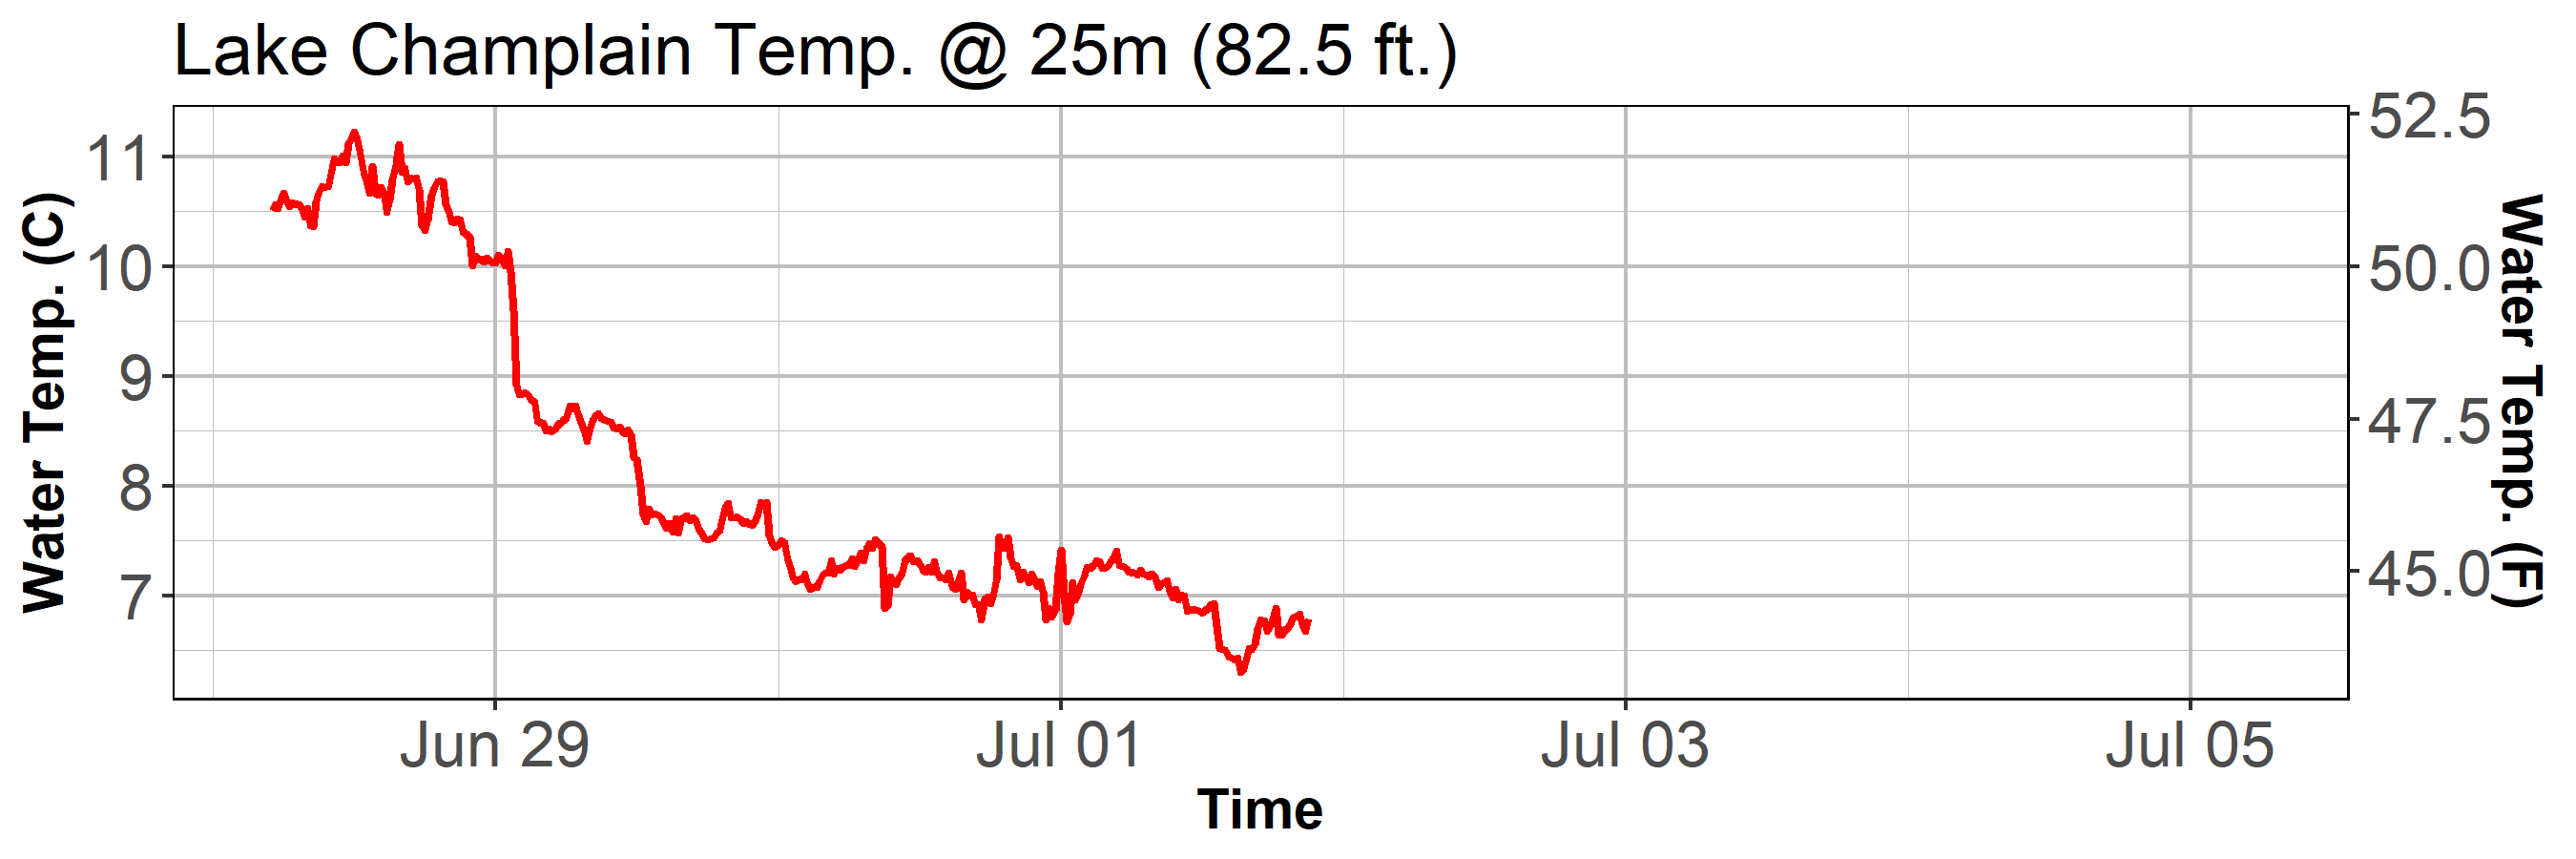 Lake Champlain Temp. @ 25m (82.5 ft.)
Water Temp. (C)
11
10
9
8
7
52.5
50.0
47.5
45.0
Water Temp. (F)
Jun 29
Jul 01
Jul 03
Jul 05
Time